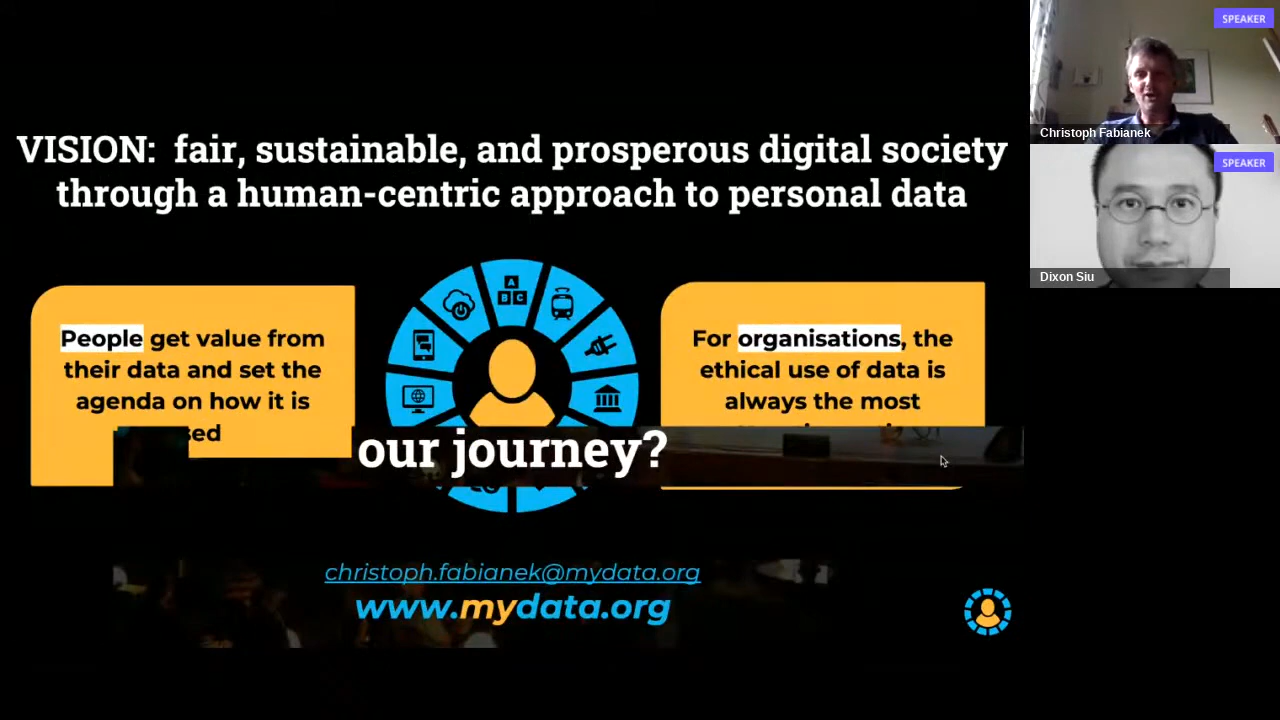 VISION: fair, sustainable, and prosperous digital society
through a human-centric approach to personal data
People get value from
their data and set the
agenda on how it is
A
B C
For organisations, the
ethical use of data is
always the most
our journey?
christoph.fabianek@mydata.org
www.mydata.org
SPEAKER
Christoph Fabianek
SPEAKER
Dixon Siu